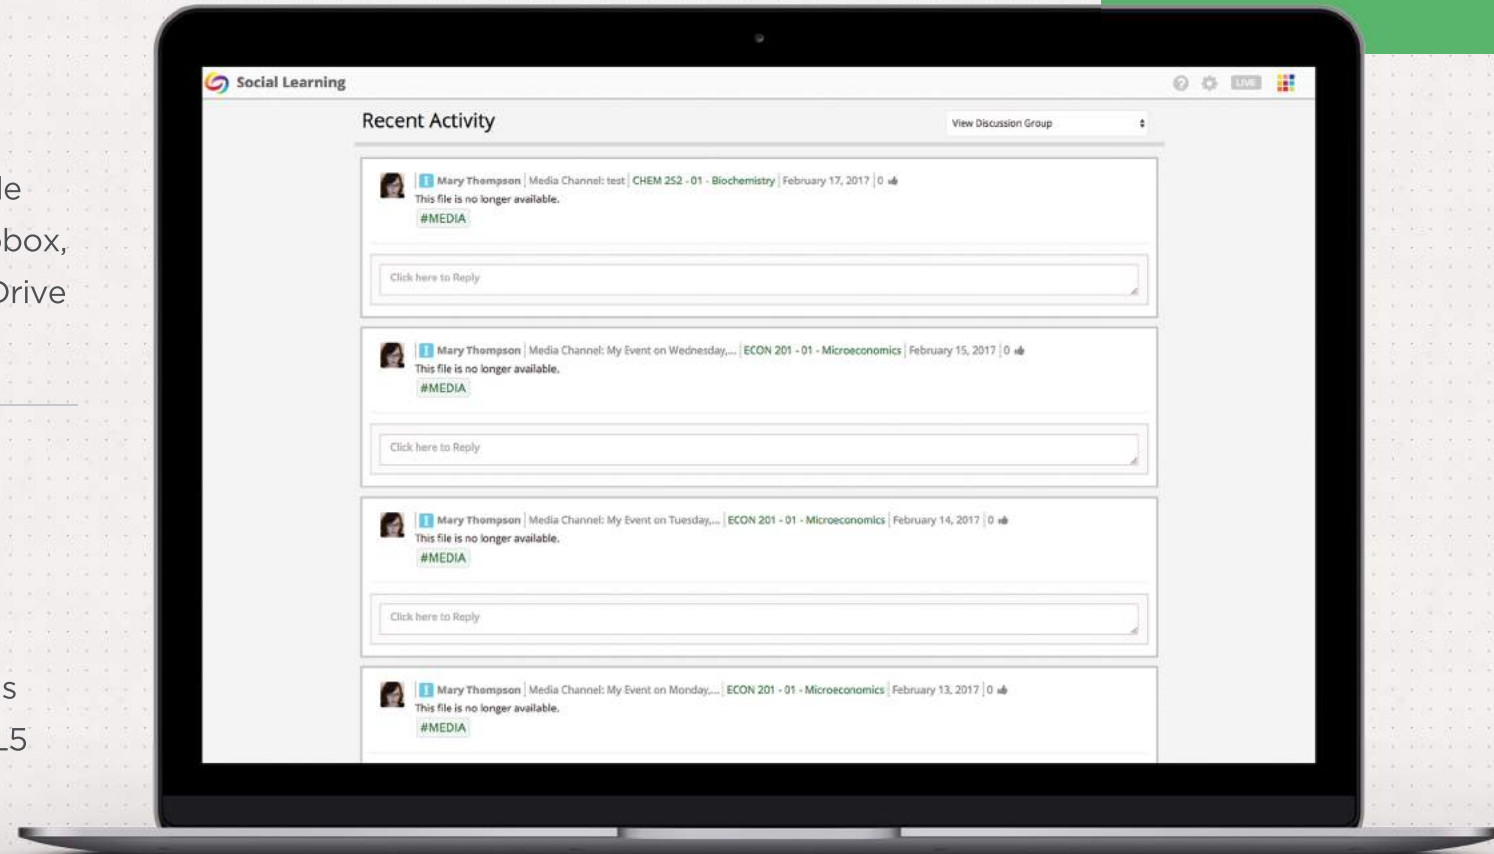 Social Learning
LIVE
Recent Activity
View Discussion Group
I Mary Thompson Media Channel: test CHEM 252 - 01 - Biochemistry February 17, 2017 0
This file is no longer available.
#MEDIA
Click here to Reply
I Mary Thompson Media Channel: My Event on Wednesday,... ECON 201 - 01 - Microeconomics February 15, 2017 0
This file is no longer available.
#MEDIA
Click here to Reply
I Mary Thompson Media Channel: My Event on Tuesday,... ECON 201 - 01 - Microeconomics February 14, 2017 0
This file is no longer available.
#MEDIA
Click here to Reply
I Mary Thompson Media Channel: My Event on Monday,... ECON 201 - 01 - Microeconomics February 13, 2017 0
This file is no longer available.
#MEDIA
le
box,
Drive
s
L5